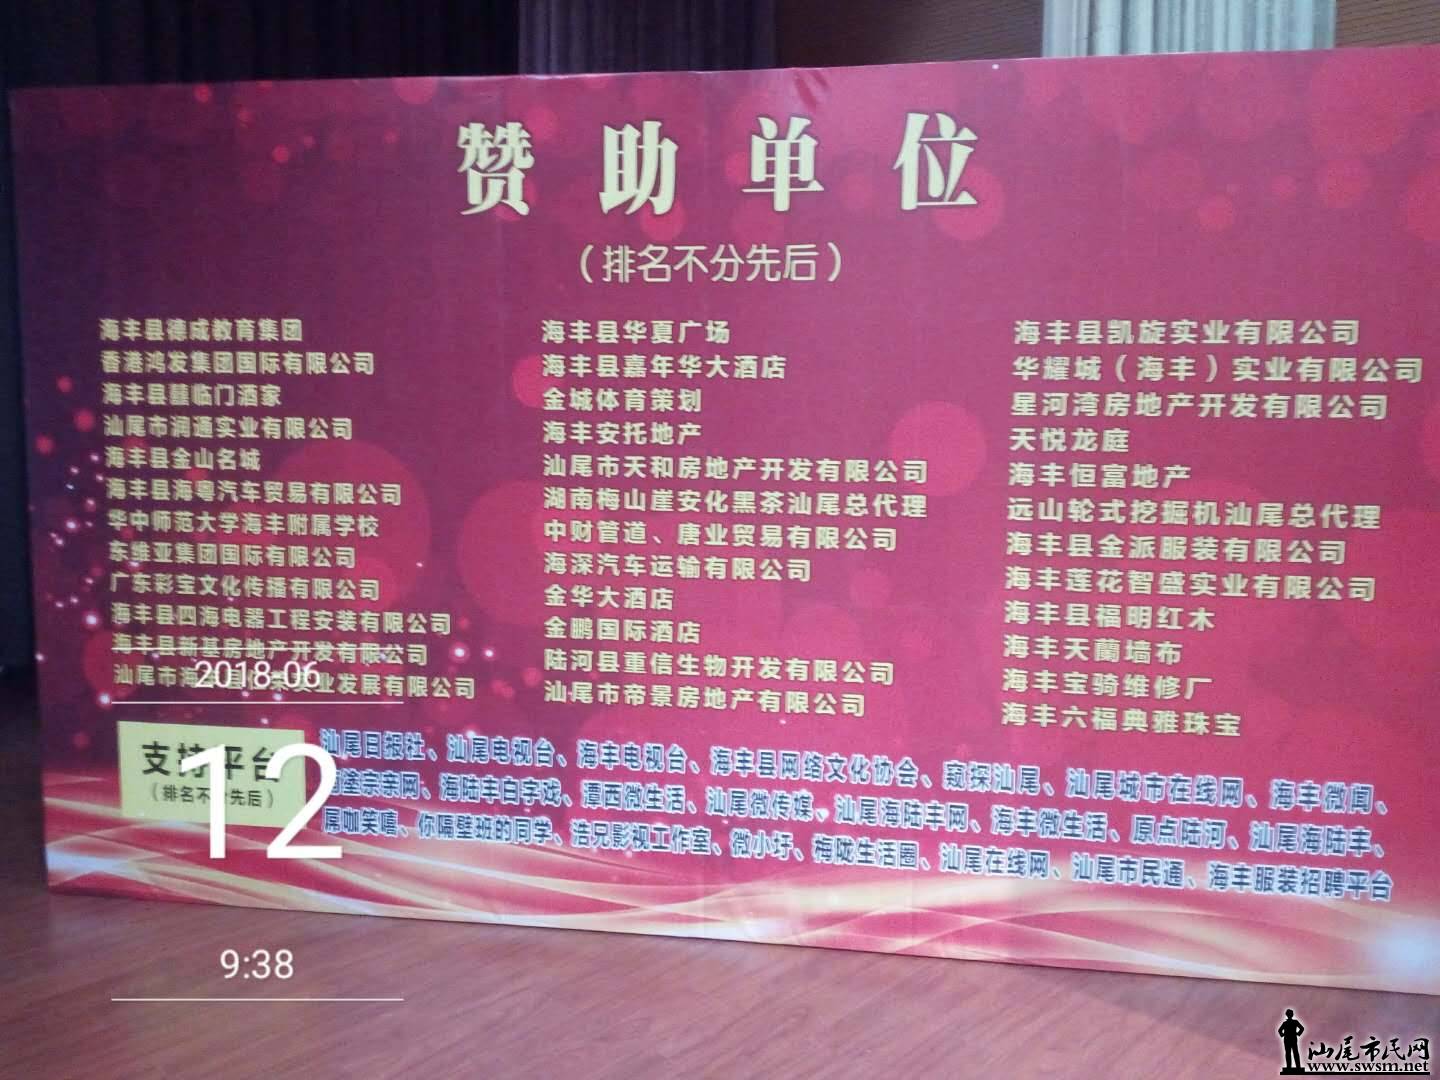 赞助单位
（排名不分先后）
海丰县德成教育集团
香港鸿发集团国际有限公司
海丰县囍临门酒家
汕尾市润通实业有限公司
海丰县金山名城
海丰县海粤汽车贸易有限公司
华中师范大学海丰附属学校
东维亚集团国际有限公司
广东彩宝文化传播有限公司
海丰县四海电器工程安装有限公司
海丰县新基房地产开发有限公司
汕尾市海 业发展有限公司
海丰县华夏广场
海丰县嘉年华大酒店
金城体育策划
海丰安托地产
汕尾市天和房地产开发有限公司
湖南梅山崖安化黑茶汕尾总代理
中财管道、唐业贸易有限公司
海深汽车运输有限公司
金华大酒店
金鹏国际酒店
陆河县重信生物开发有限公司
汕尾市帝景房地产有限公司
海丰县凯旋实业有限公司
华耀城（海丰）实业有限公司
星河湾房地产开发有限公司
天悦龙庭
海丰恒富地产
远山轮式挖掘机汕尾总代理
海丰县金派服装有限公司
海丰莲花智盛实业有限公司
海丰县福明红木
海丰天蘭墙布
海丰宝骑维修厂
海丰六福典雅珠宝
支持平台
（排名不分先后）
汕尾日报社、汕尾电视台、海丰电视台、海丰县网络文化协会、窥探汕尾、汕尾城市在线网、海丰微闻、
塗宗亲网、海陆丰白字戏、潭西微生活、汕尾微传媒、汕尾海陆丰网、海丰微生活、原点陆河、汕尾海陆丰、
屌咖笑嘻、你隔壁班的同学、浩兄影视工作室、微小圩、梅陇生活圈、汕尾在线网、汕尾市民通、海丰服装招聘平台
2018-06
12
9:38
汕尾市民网
www.swsm.net